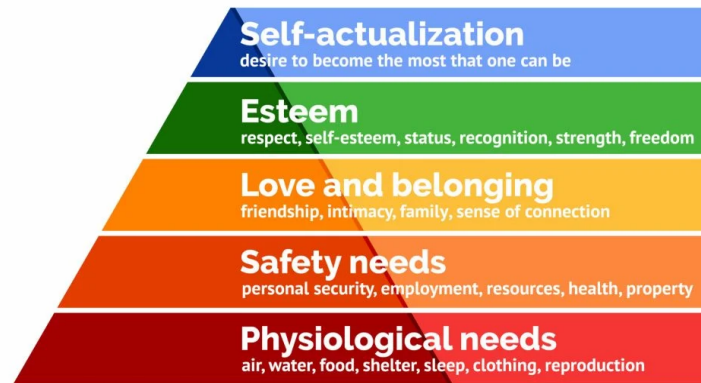 Self-actualization
desire to become the most that one can be
Esteem
respect, self-esteem, status, recognition, strength, freedom
Love and belonging
friendship, intimacy, family, sense of connection
Safety needs
personal security, employment, resources, health, property
Physiological needs
air, water, food, shelter, sleep, clothing, reproduction